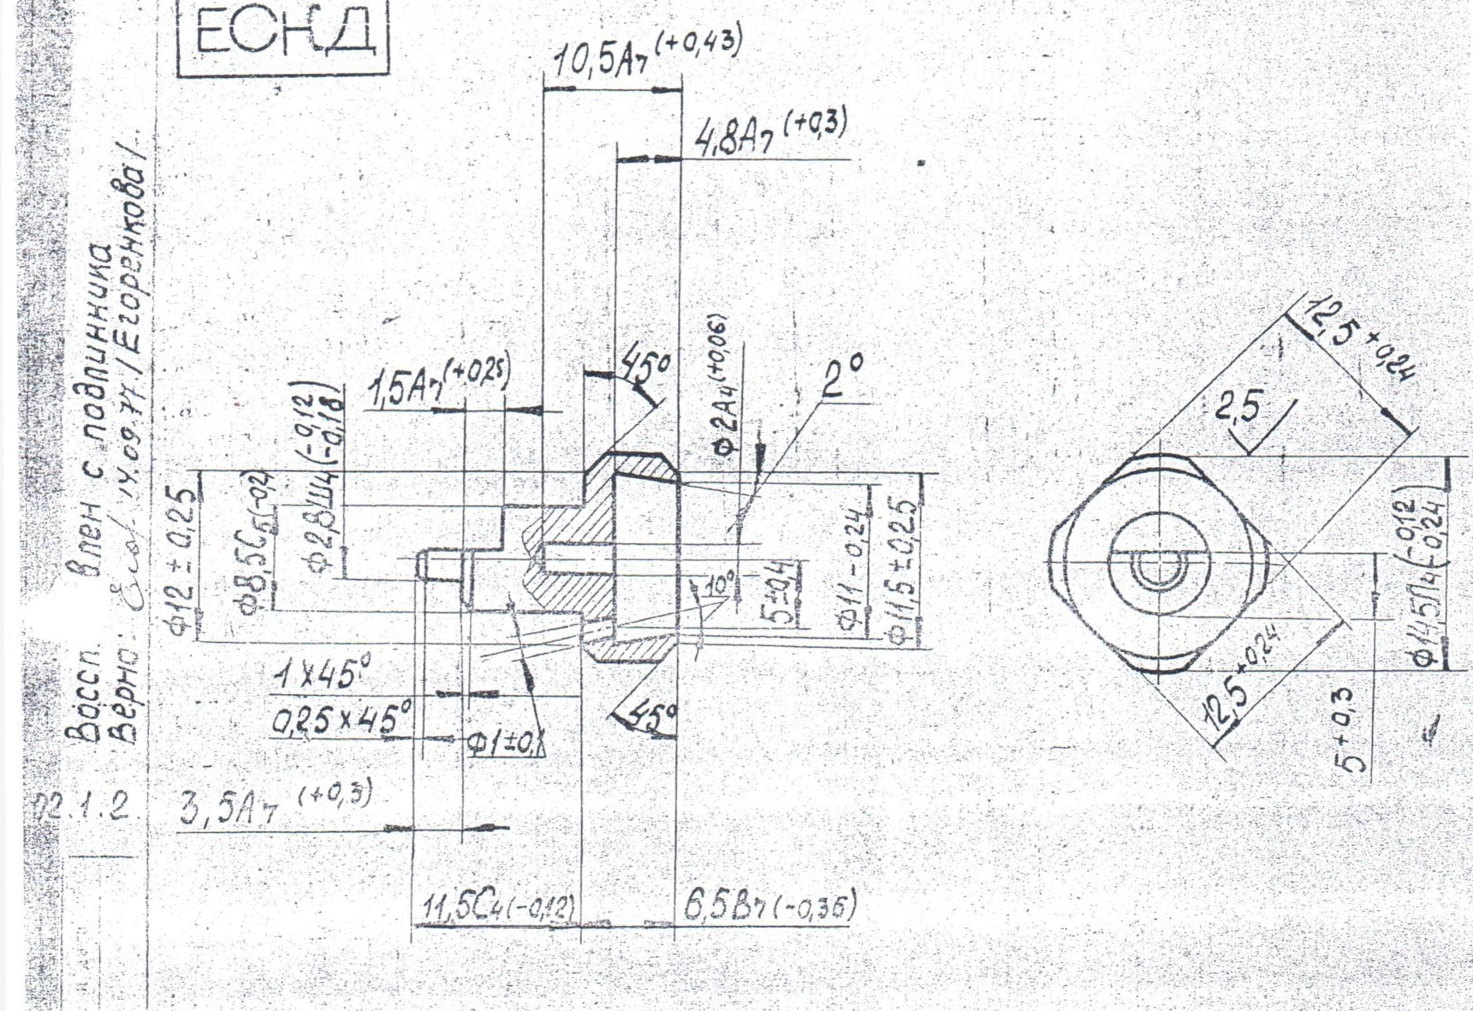 ЕСКД
10,5А7(+0,43)
4,8А7(+0,3)
1,5А7(+0,25)
45°
Ф2А4(+0,06)
2°
12,5+0,24
2,5
Ф12±0,25
Ф8,5С5(-0,2)
Ф2,8Ш4(-0,12 -0,18)
10°
5±0,4
Ф11-0,24
Ф11,5±0,25
Ф14,5Л4(-0,12 -0,24)
1×45°
0,25×45°
Ф1±0,1
45°
12,5+0,24
5+0,3
3,5А7(+0,3)
11,5С4(-0,12)
6,5В7(-0,36)
Восст. влен с подлинника
Верно: 14.09.77 /Егоренкова/
02.1.2